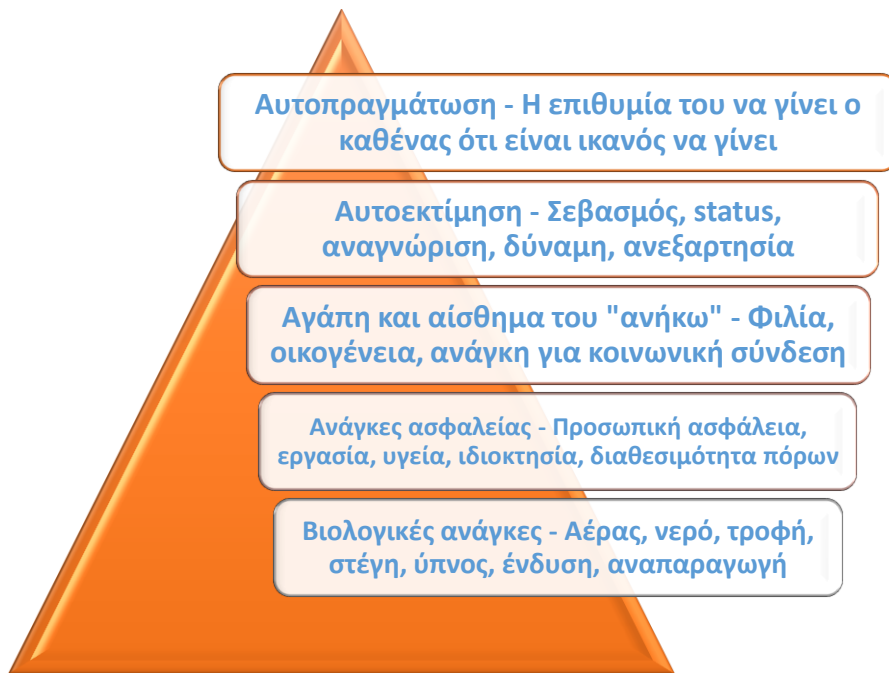 Αυτοπραγμάτωση - Η επιθυμία του να γίνει ο
καθένας ότι είναι ικανός να γίνει
Αυτοεκτίμηση - Σεβασμός, status,
αναγνώριση, δύναμη, ανεξαρτησία
Αγάπη και αίσθημα του "ανήκω" - Φιλία,
οικογένεια, ανάγκη για κοινωνική σύνδεση
Ανάγκες ασφαλείας - Προσωπική ασφάλεια,
εργασία, υγεία, ιδιοκτησία, διαθεσιμότητα πόρων
Βιολογικές ανάγκες - Αέρας, νερό, τροφή,
στέγη, ύπνος, ένδυση, αναπαραγωγή